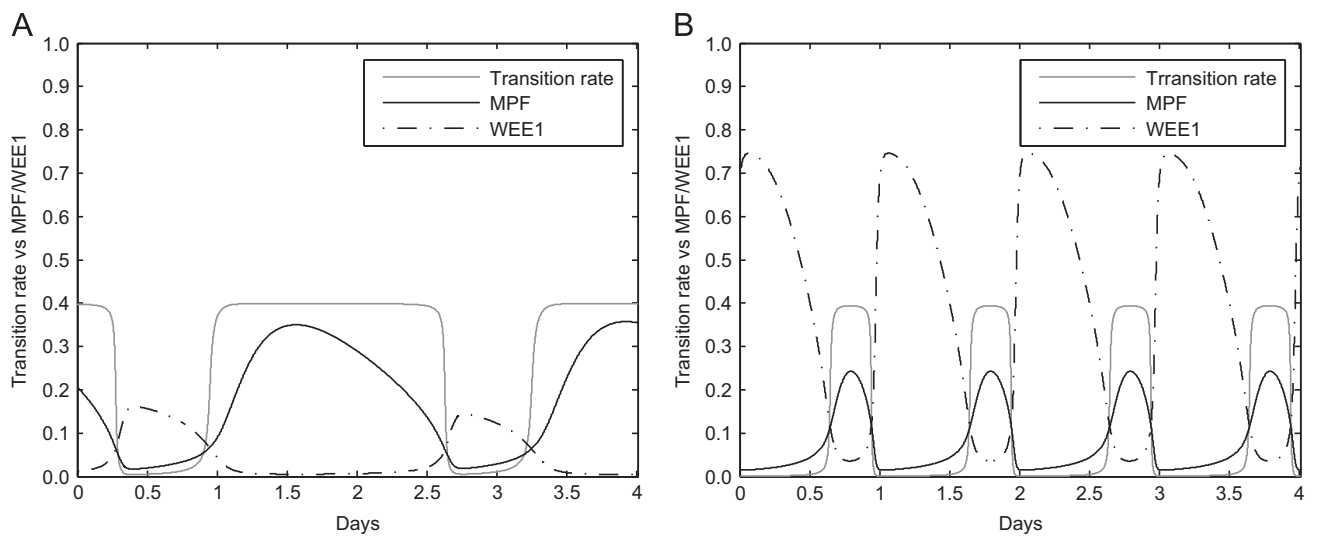 A
Transition rate vs MPF/WEE1
1.0
0.9
0.8
0.7
0.6
0.5
0.4
0.3
0.2
0.1
0.0
Transition rate
MPF
WEE1
0 0.5 1 1.5 2 2.5 3 3.5 4
Days
B
Transition rate vs MPF/WEE1
1.0
0.9
0.8
0.7
0.6
0.5
0.4
0.3
0.2
0.1
0.0
Trransition rate
MPF
WEE1
0 0.5 1 1.5 2 2.5 3 3.5 4
Days